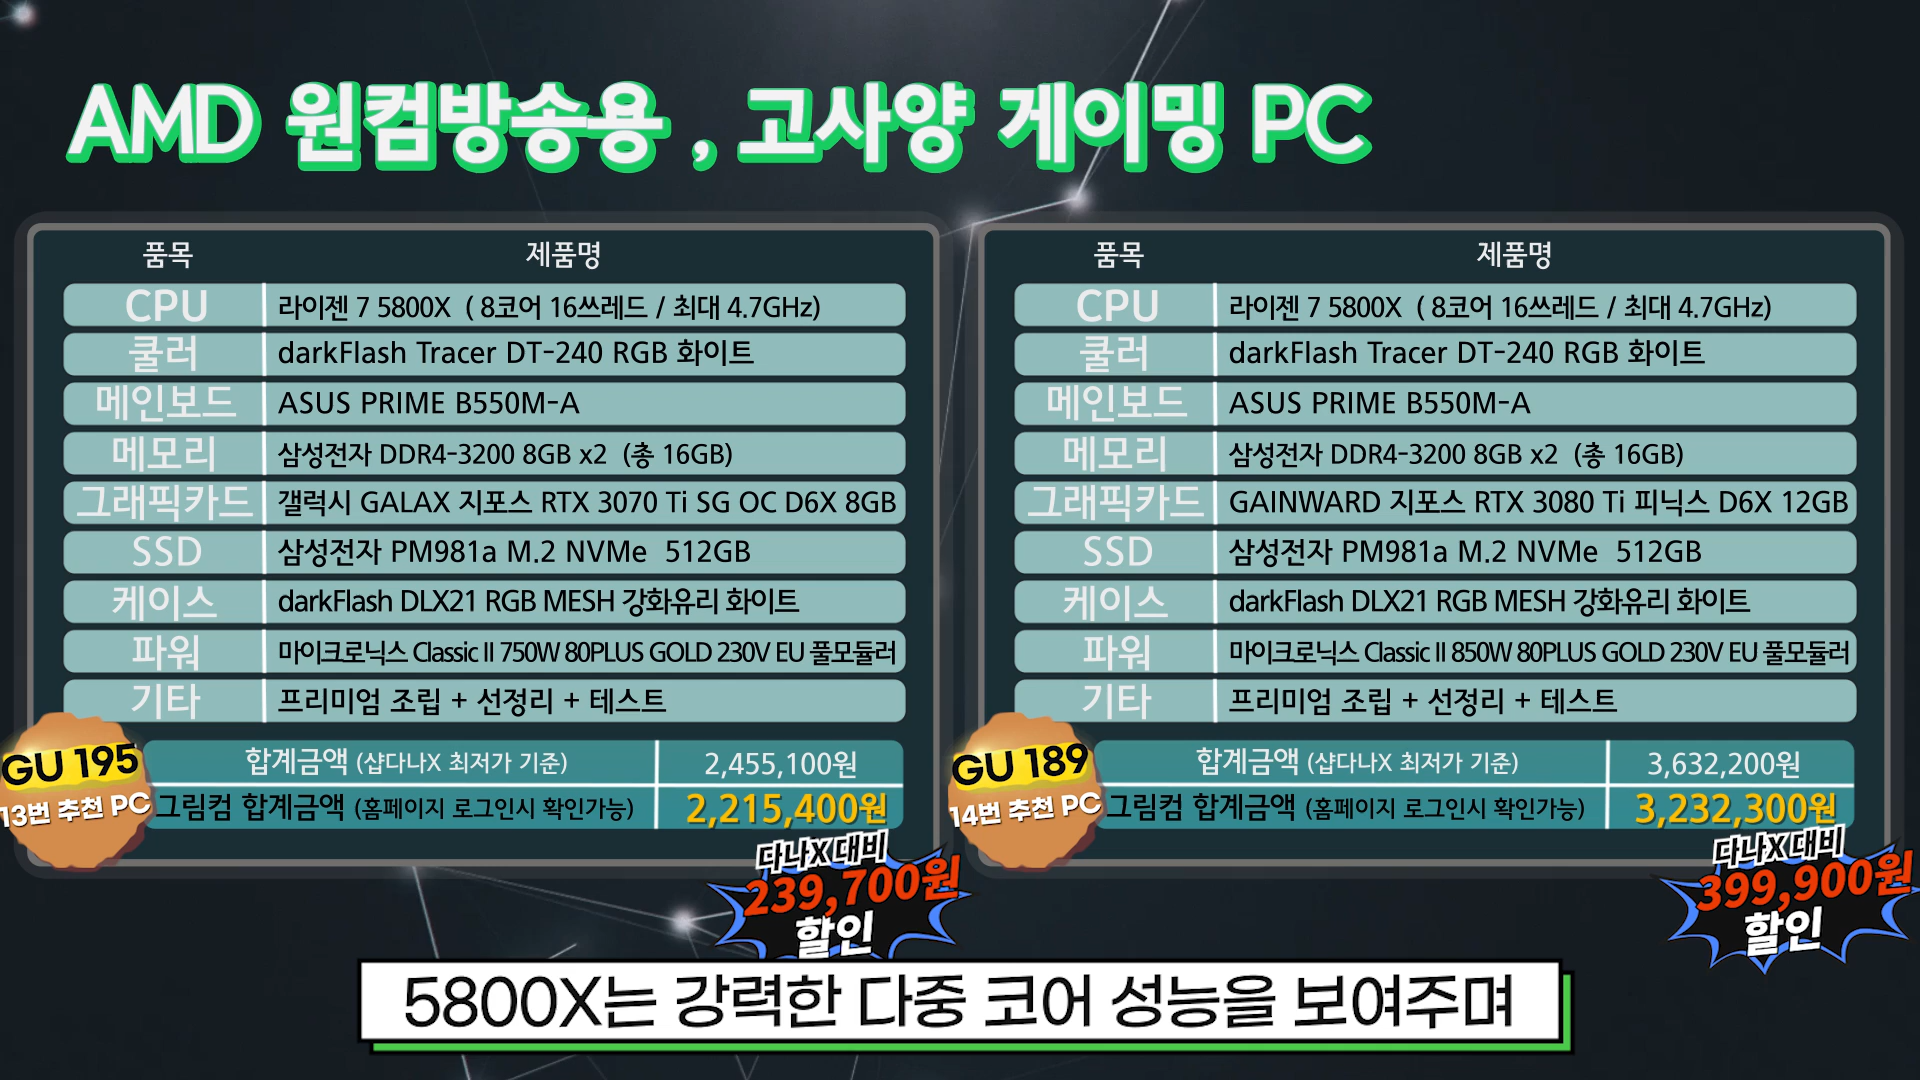 AMD 원컴방송용 , 고사양 게이밍 PC
품목 제품명
CPU 라이젠 7 5800X ( 8코어 16쓰레드 / 최대 4.7GHz)
쿨러 darkFlash Tracer DT-240 RGB 화이트
메인보드 ASUS PRIME B550M-A
메모리 삼성전자 DDR4-3200 8GB x2 (총 16GB)
그래픽카드 갤럭시 GALAX 지포스 RTX 3070 Ti SG OC D6X 8GB
SSD 삼성전자 PM981a M.2 NVMe 512GB
케이스 darkFlash DLX21 RGB MESH 강화유리 화이트
파워 마이크로닉스 Classic II 750W 80PLUS GOLD 230V EU 풀모듈러
기타 프리미엄 조립 + 선정리 + 테스트
GU 195
13번 추천 PC
합계금액 (샵다나X 최저가 기준) 2,455,100원
그림컴 합계금액 (홈페이지 로그인시 확인가능) 2,215,400원
다나X 대비
239,700원
할인
품목 제품명
CPU 라이젠 7 5800X ( 8코어 16쓰레드 / 최대 4.7GHz)
쿨러 darkFlash Tracer DT-240 RGB 화이트
메인보드 ASUS PRIME B550M-A
메모리 삼성전자 DDR4-3200 8GB x2 (총 16GB)
그래픽카드 GAINWARD 지포스 RTX 3080 Ti 피닉스 D6X 12GB
SSD 삼성전자 PM981a M.2 NVMe 512GB
케이스 darkFlash DLX21 RGB MESH 강화유리 화이트
파워 마이크로닉스 Classic II 850W 80PLUS GOLD 230V EU 풀모듈러
기타 프리미엄 조립 + 선정리 + 테스트
GU 189
14번 추천 PC
합계금액 (샵다나X 최저가 기준) 3,632,200원
그림컴 합계금액 (홈페이지 로그인시 확인가능) 3,232,300원
다나X 대비
399,900원
할인
5800X는 강력한 다중 코어 성능을 보여주며